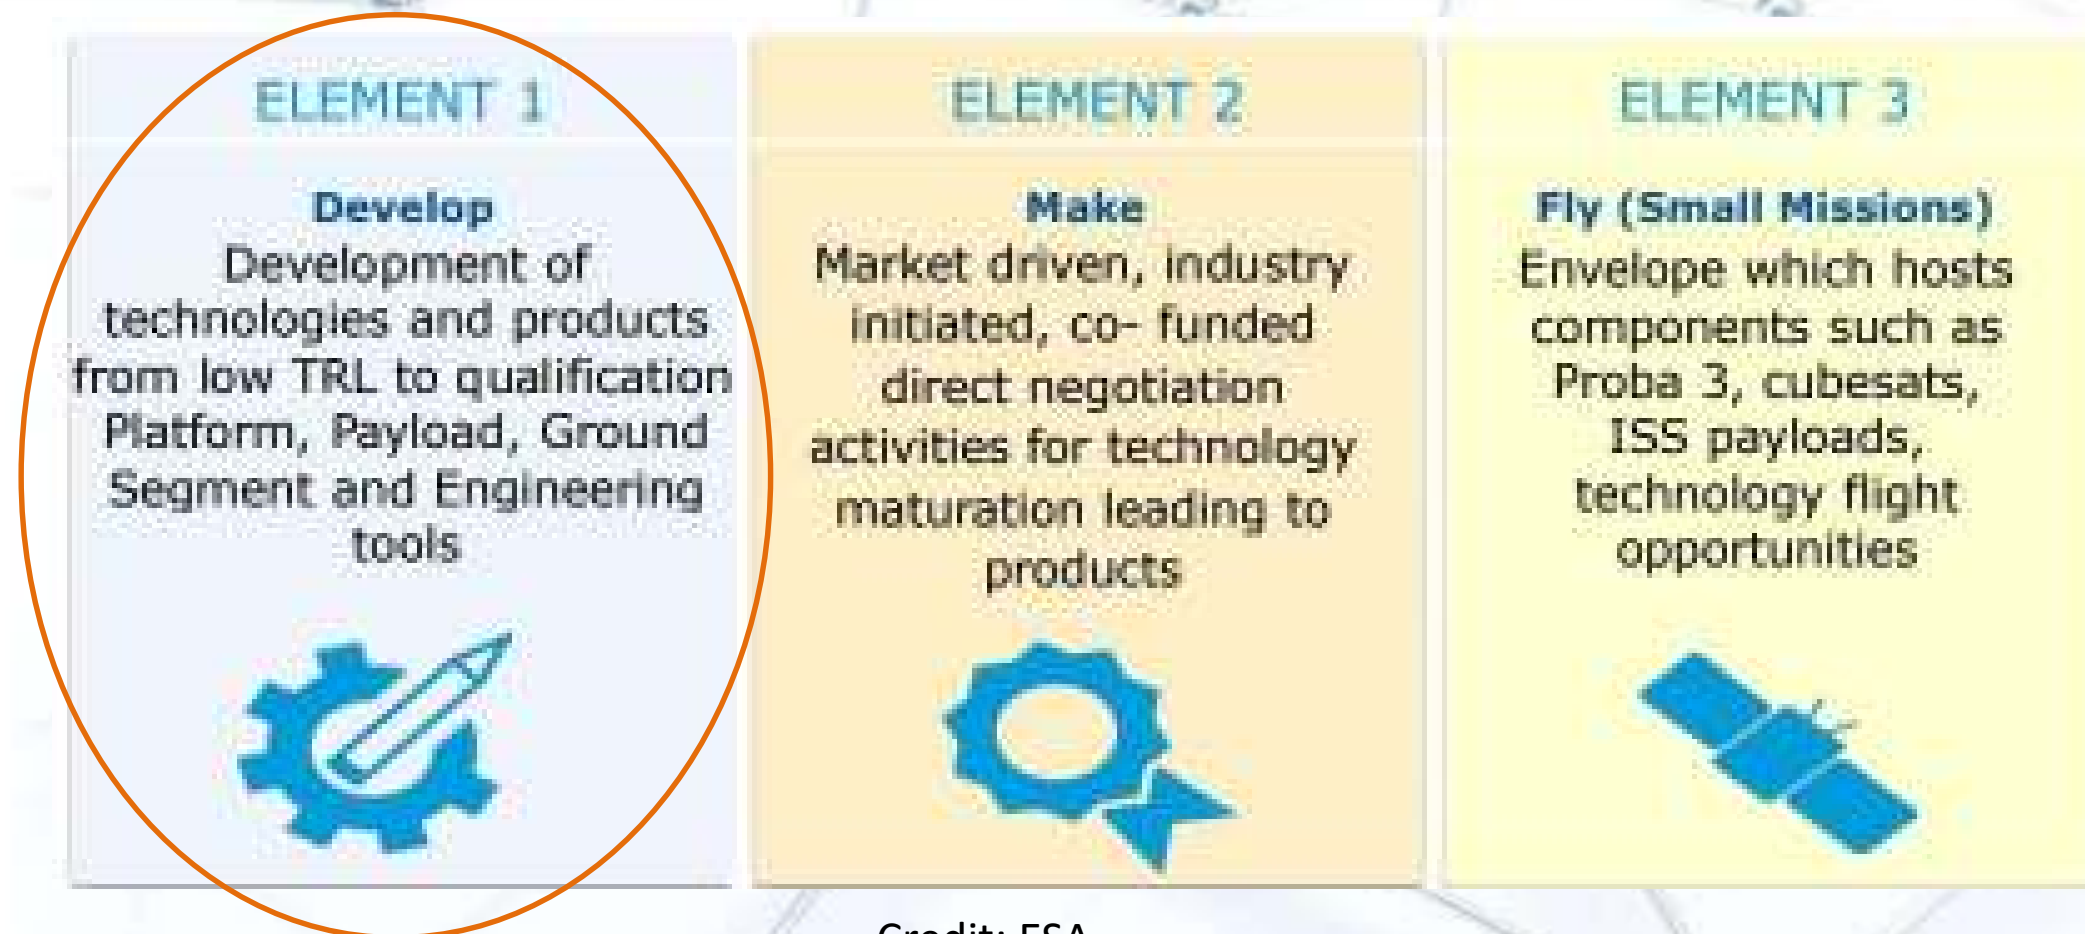 ELEMENT 1
Develop
Development of
technologies and products
from low TRL to qualification
Platform, Payload, Ground
Segment and Engineering
tools
ELEMENT 2
Make
Market driven, industry
initiated, co- funded
direct negotiation
activities for technology
maturation leading to
products
ELEMENT 3
Fly (Small Missions)
Envelope which hosts
components such as
Proba 3, cubesats,
ISS payloads,
technology flight
opportunities
Credit: ESA